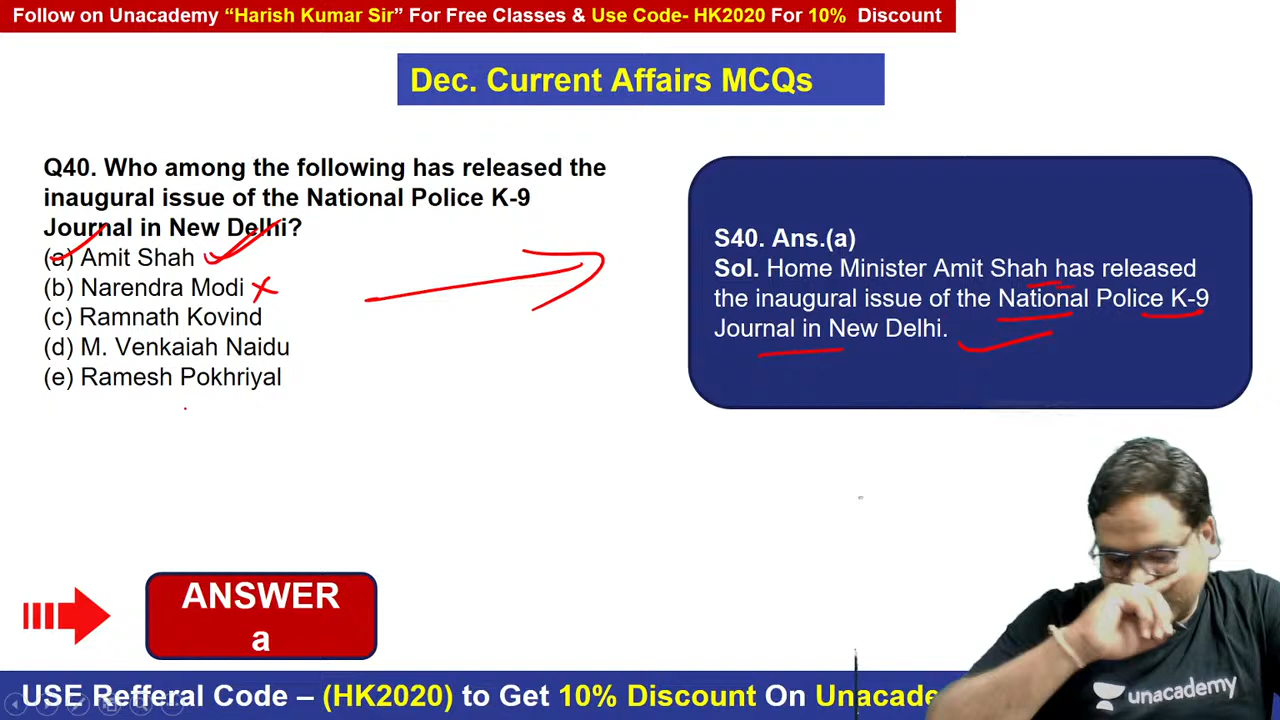 Follow on Unacademy “Harish Kumar Sir” For Free Classes & Use Code- HK2020 For 10% Discount
Dec. Current Affairs MCQs
Q40. Who among the following has released the
inaugural issue of the National Police K-9
Journal in New Delhi?
(a) Amit Shah
(b) Narendra Modi
(c) Ramnath Kovind
(d) M. Venkaiah Naidu
(e) Ramesh Pokhriyal
S40. Ans.(a)
Sol. Home Minister Amit Shah has released
the inaugural issue of the National Police K-9
Journal in New Delhi.
ANSWER
a
unacademy
USE Refferal Code – (HK2020) to Get 10% Discount On Unacade